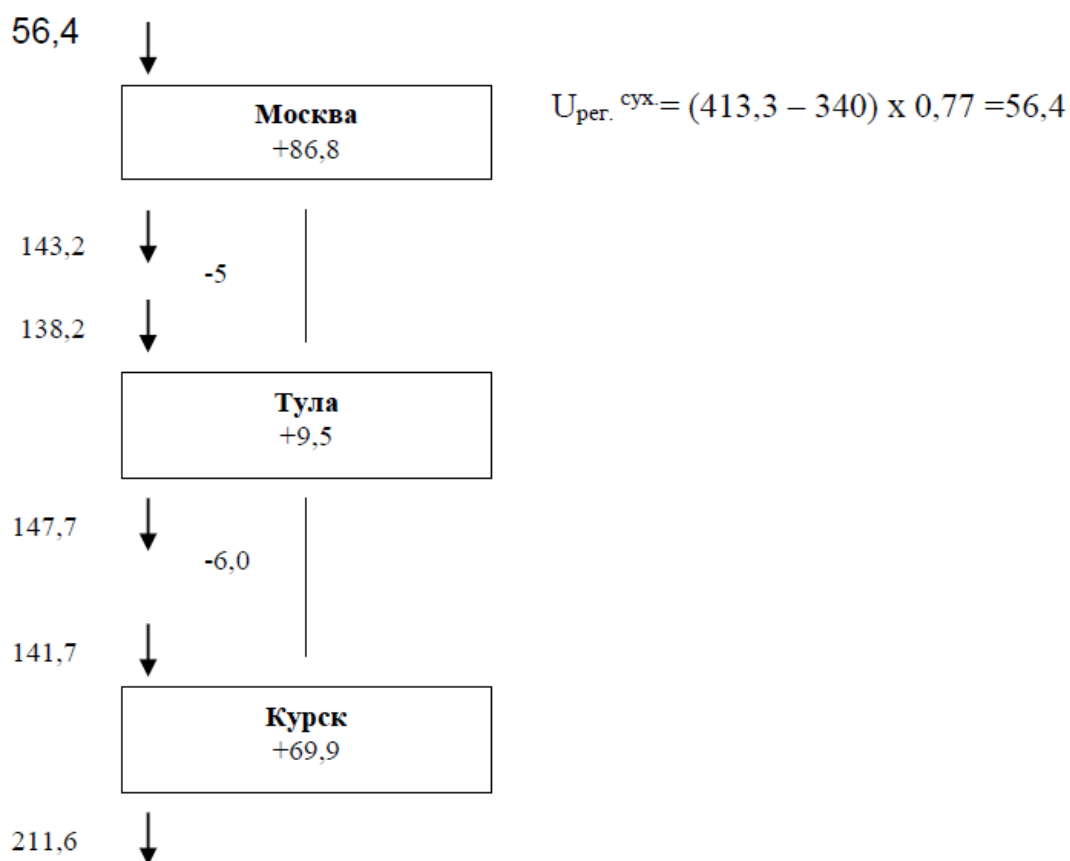 56,4
Москва
+86,8
U рег. сух. = (413,3 – 340) х 0,77 =56,4
143,2
-5
138,2
Тула
+9,5
147,7
-6,0
141,7
Курск
+69,9
211,6